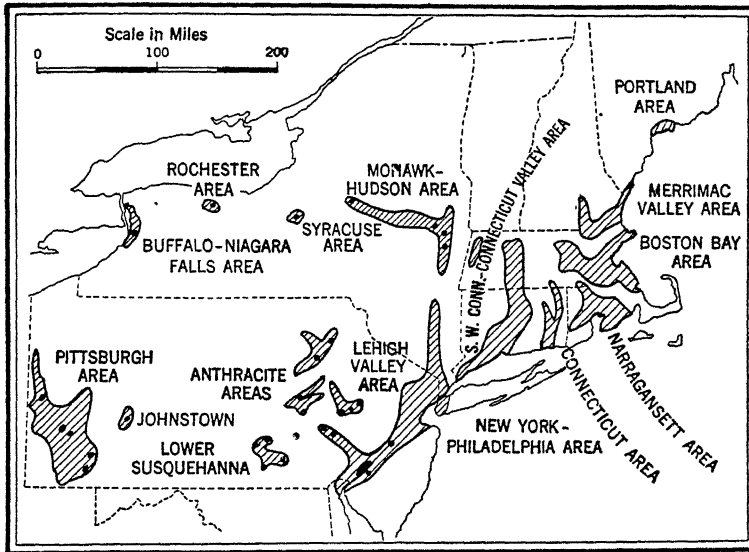 Scale in Miles
0 100 200
PORTLAND
AREA
ROCHESTER
AREA
MONAWK-
HUDSON AREA
MERRIMAC
VALLEY AREA
SYRACUSE
AREA
BUFFALO-NIAGARA
FALLS AREA
BOSTON BAY
AREA
S. W. CONN.-CONNECTICUT VALLEY AREA
PITTSBURGH
AREA
ANTHRACITE
AREAS
LEHIGH
VALLEY
AREA
JOHNSTOWN
LOWER
SUSQUEHANNA
NEW YORK-
PHILADELPHIA AREA
CONNECTICUT AREA
NARRAGANSETT AREA